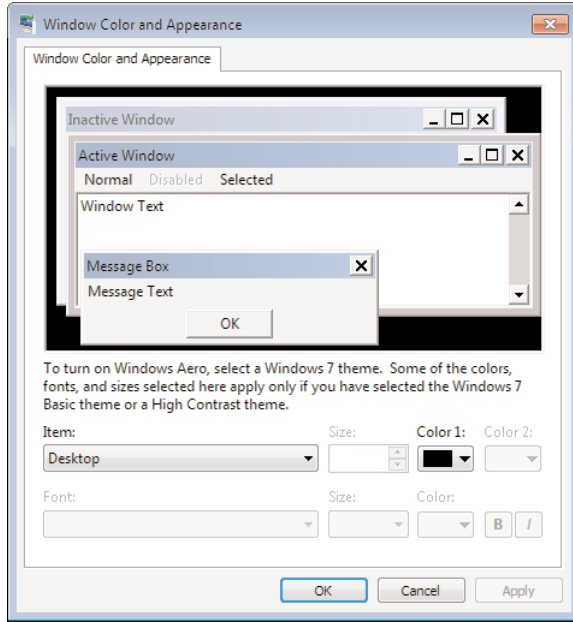 Window Color and Appearance
Window Color and Appearance
Inactive Window
Active Window
Normal Disabled Selected
Window Text
Message Box
Message Text
OK
To turn on Windows Aero, select a Windows 7 theme. Some of the colors,
fonts, and sizes selected here apply only if you have selected the Windows 7
Basic theme or a High Contrast theme.
Item: Size: Color 1: Color 2:
Desktop
Font: Size: Color:
B I
OK Cancel Apply